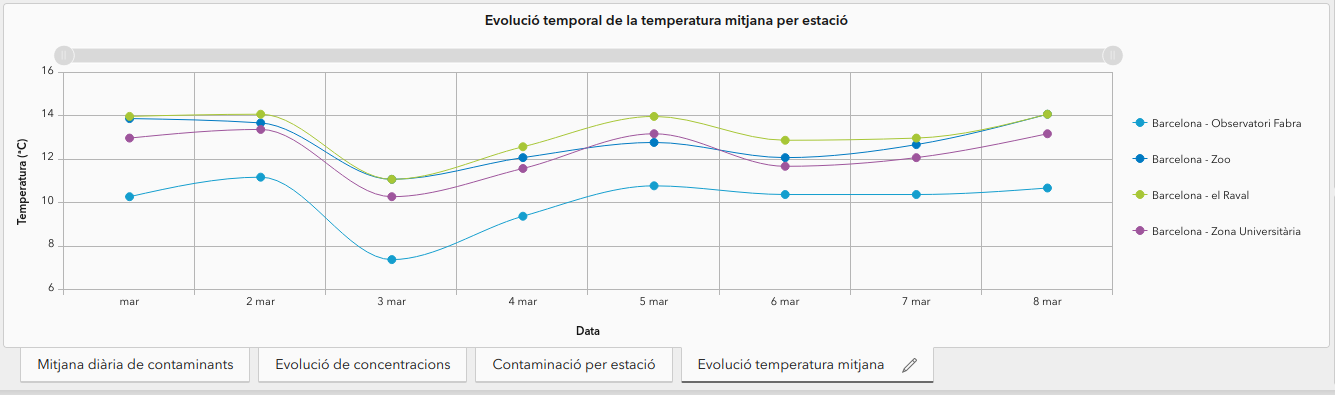 Evolució temporal de la temperatura mitjana per estació
16
14
12
10
8
6
Temperatura (°C)
mar
2 mar
3 mar
4 mar
5 mar
6 mar
7 mar
8 mar
Data
Barcelona - Observatori Fabra
Barcelona - Zoo
Barcelona - el Raval
Barcelona - Zona Universitària
Mitjana diària de contaminants
Evolució de concentracions
Contaminació per estació
Evolució temperatura mitjana